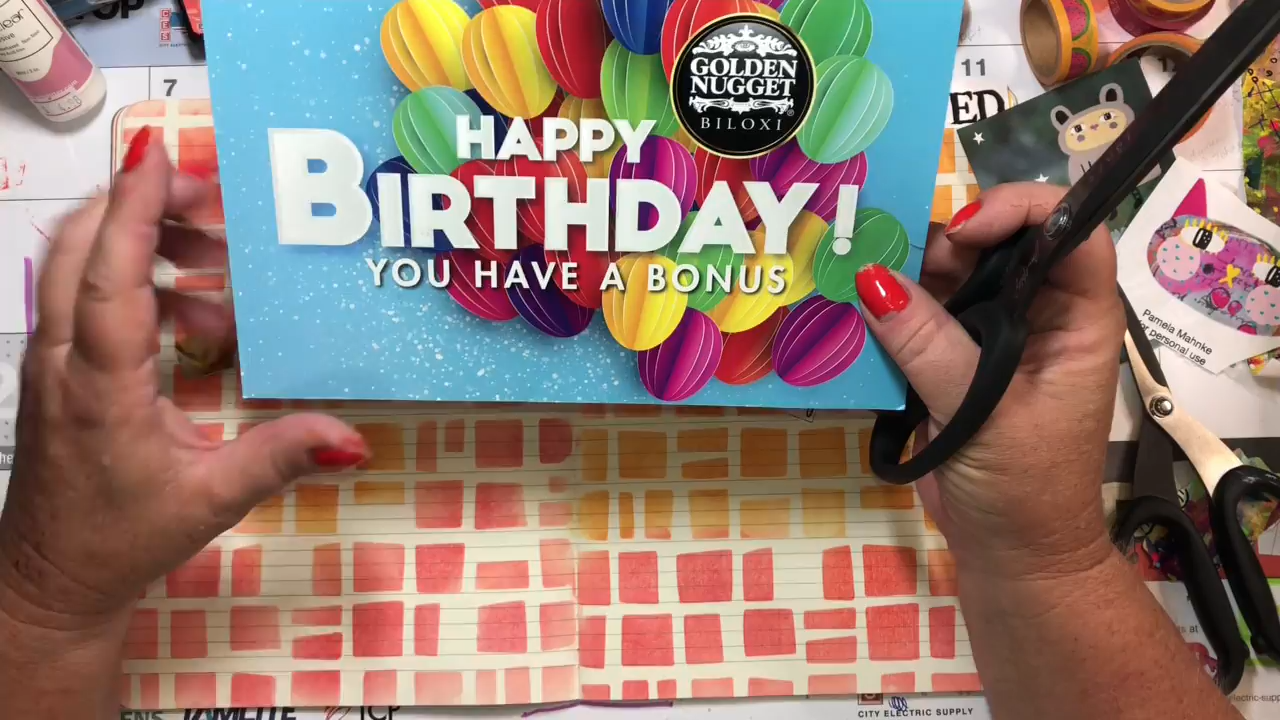 7
11
GOLDEN
NUGGET
BILOXI
HAPPY
BIRTHDAY!
YOU HAVE A BONUS
Pamela Mahnke
for personal use
CITY ELECTRIC SUPPLY